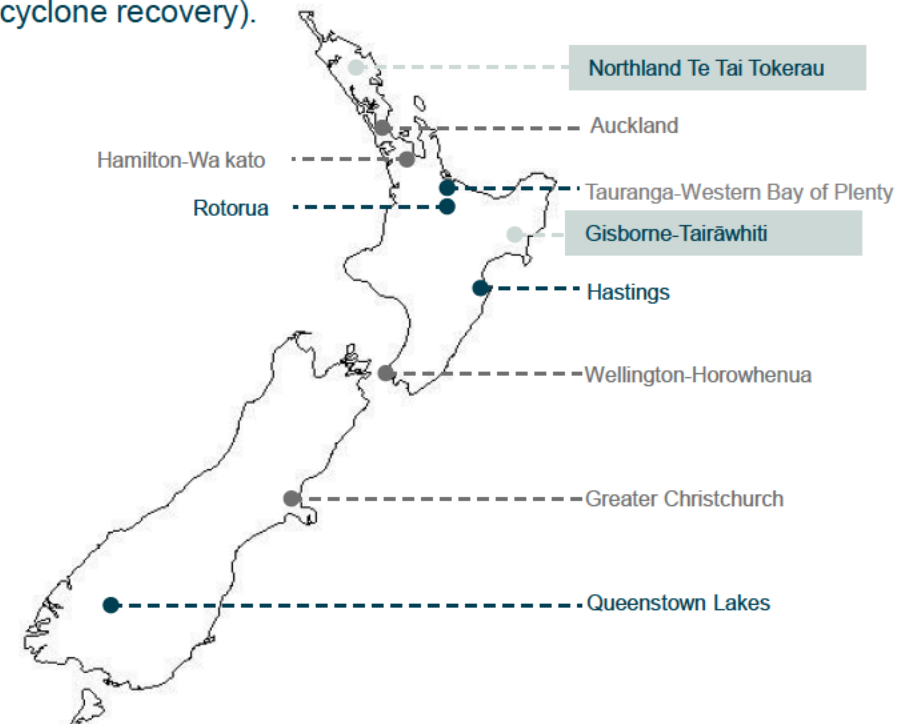 cyclone recovery).
Northland Te Tai Tokerau
Auckland
Hamilton-Wa kato
Tauranga-Western Bay of Plenty
Rotorua
Gisborne-Tairāwhiti
Hastings
Wellington-Horowhenua
Greater Christchurch
Queenstown Lakes